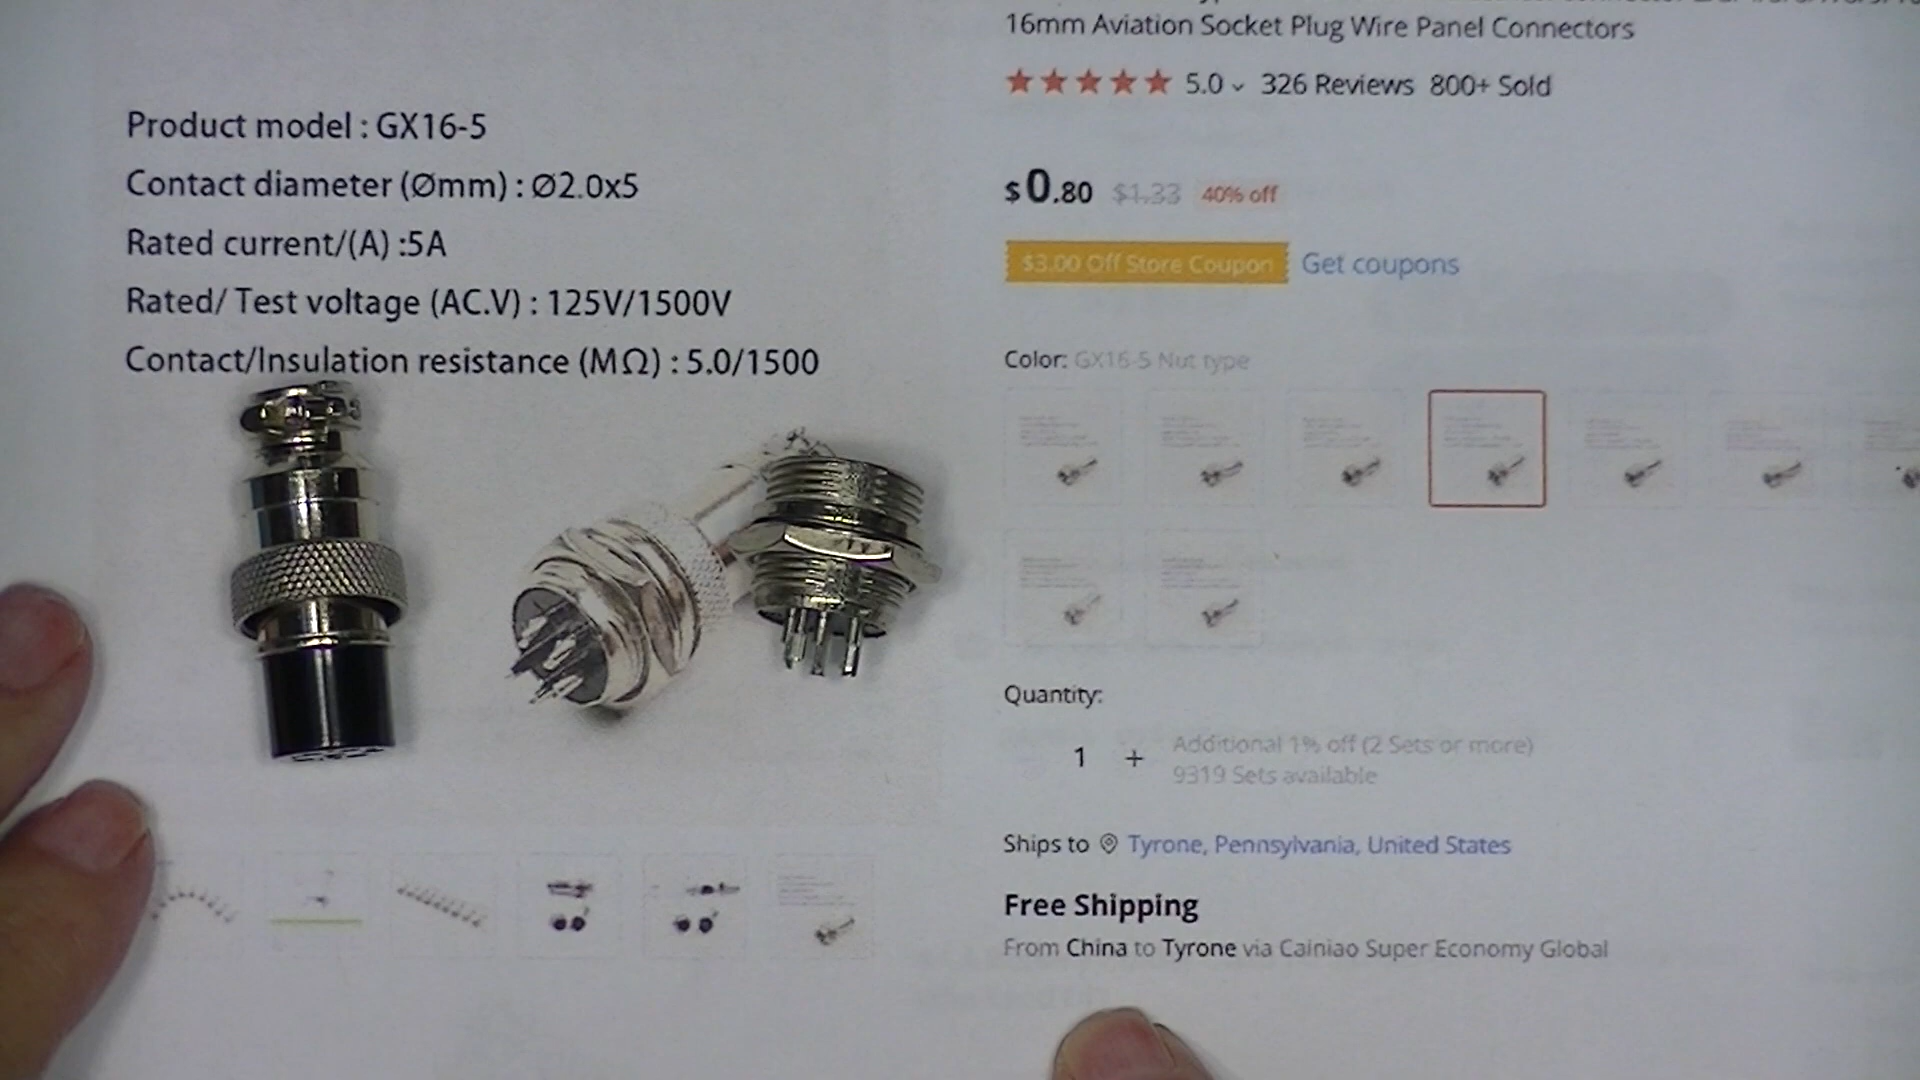 Product model : GX16-5
Contact diameter (Ømm) : Ø2.0x5
Rated current/(A) :5A
Rated/ Test voltage (AC.V) : 125V/1500V
Contact/Insulation resistance (MΩ) : 5.0/1500
16mm Aviation Socket Plug Wire Panel Connectors
5.0 326 Reviews 800+ Sold
$0.80 $1.33 40% off
$3.00 Off Store Coupon Get coupons
Color: GX16-5 Nut type
Quantity:
1 + Additional 1% off (2 Sets or more)
9319 Sets available
Ships to Tyrone, Pennsylvania, United States
Free Shipping
From China to Tyrone via Cainiao Super Economy Global